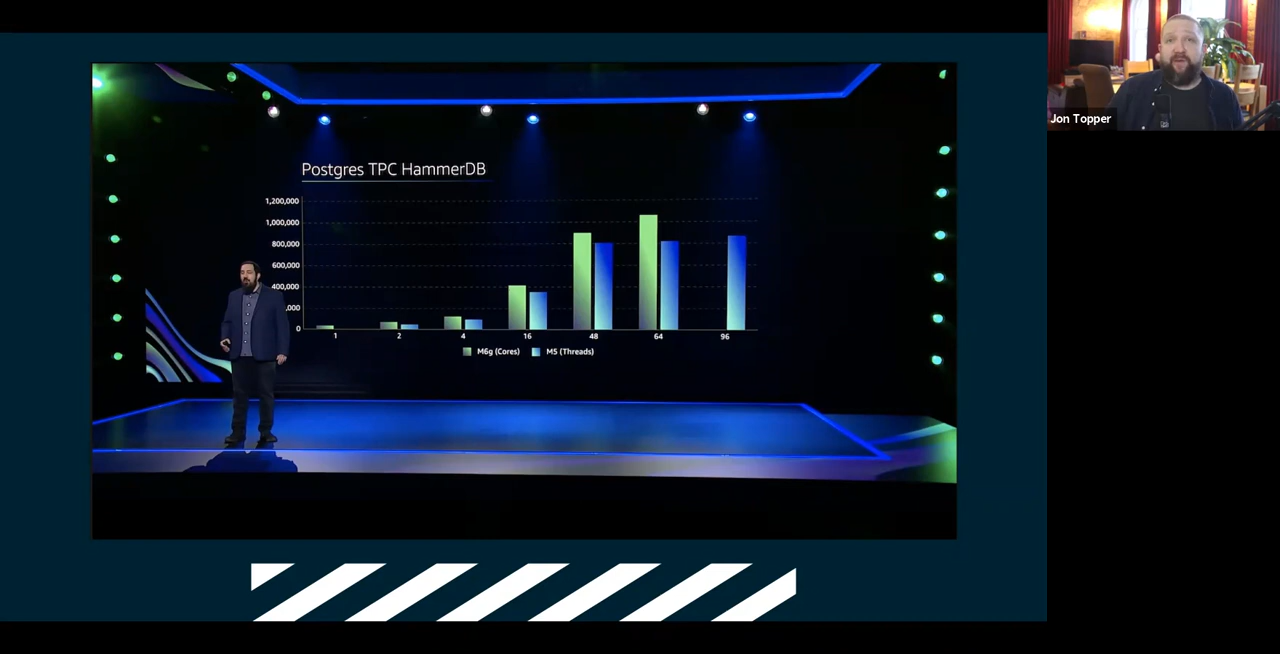 Jon Topper
Postgres TPC HammerDB
1,200,000
1,000,000
800,000
600,000
400,000
,000
0
1 2 4 16 48 64 96
M6g (Cores) M5 (Threads)